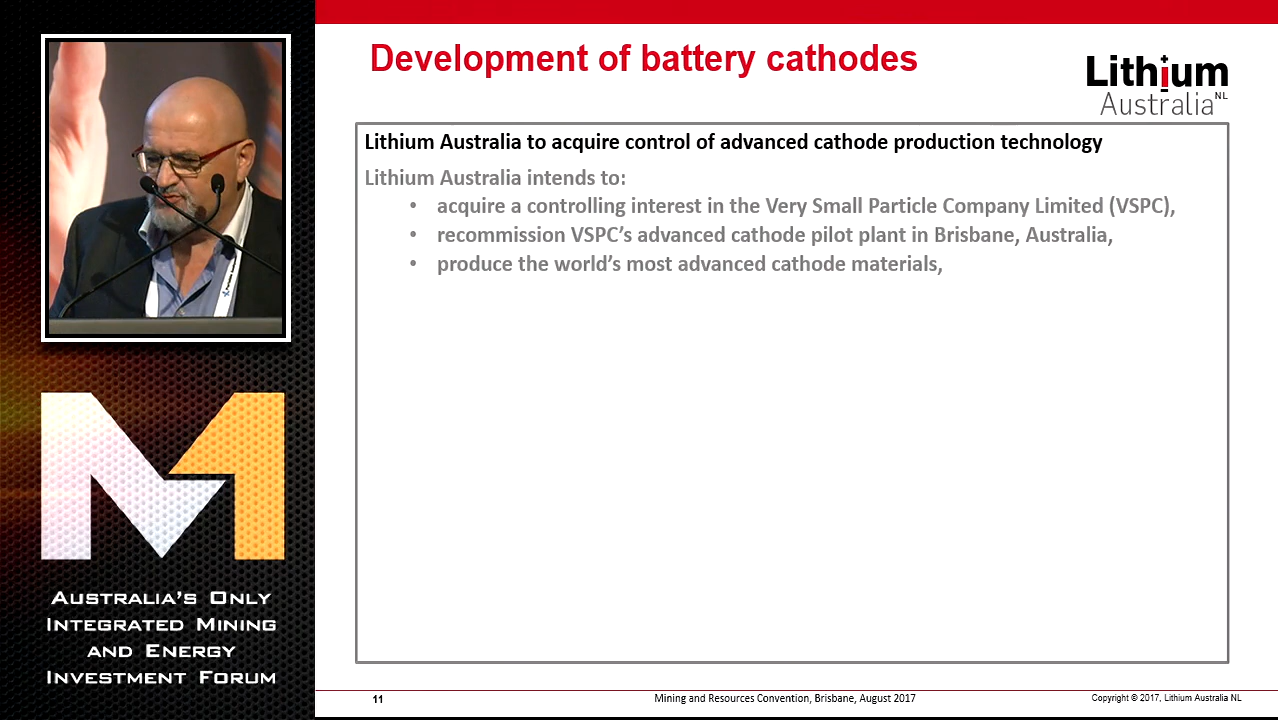 Development of battery cathodes
Lithium
Australia NL
Lithium Australia to acquire control of advanced cathode production technology
Lithium Australia intends to:
• acquire a controlling interest in the Very Small Particle Company Limited (VSPC),
• recommission VSPC’s advanced cathode pilot plant in Brisbane, Australia,
• produce the world’s most advanced cathode materials,
Australia’s Only
Integrated Mining
and Energy
Investment Forum
11
Mining and Resources Convention, Brisbane, August 2017
Copyright © 2017, Lithium Australia NL